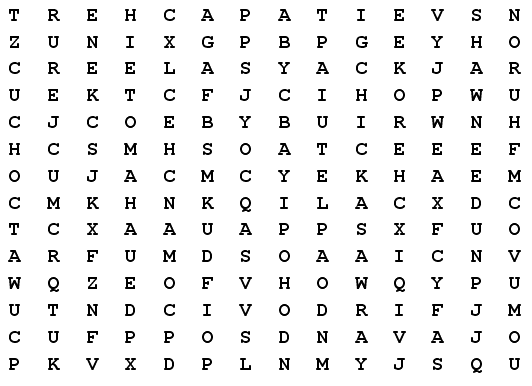 T R E H C A P A T I E V S N
Z U N I X G P B P G E Y H O
C R E E L A S Y A C K J A R
U E K T C F J C I H O P W U
C J C O E B Y B U I R W N H
H C S M H S O A T C E E E F
O U J A C M C Y E K H A E M
C M K H N K Q I L A C X D C
T C X A A U A P P S X F U O
A R F U M D S O A A I C N V
W Q Z E O F V H O W Q Y P U
U T N D C I V O D R I F J M
C U F P P O S D N A V A J O
P K V X D P L N M Y J S Q U